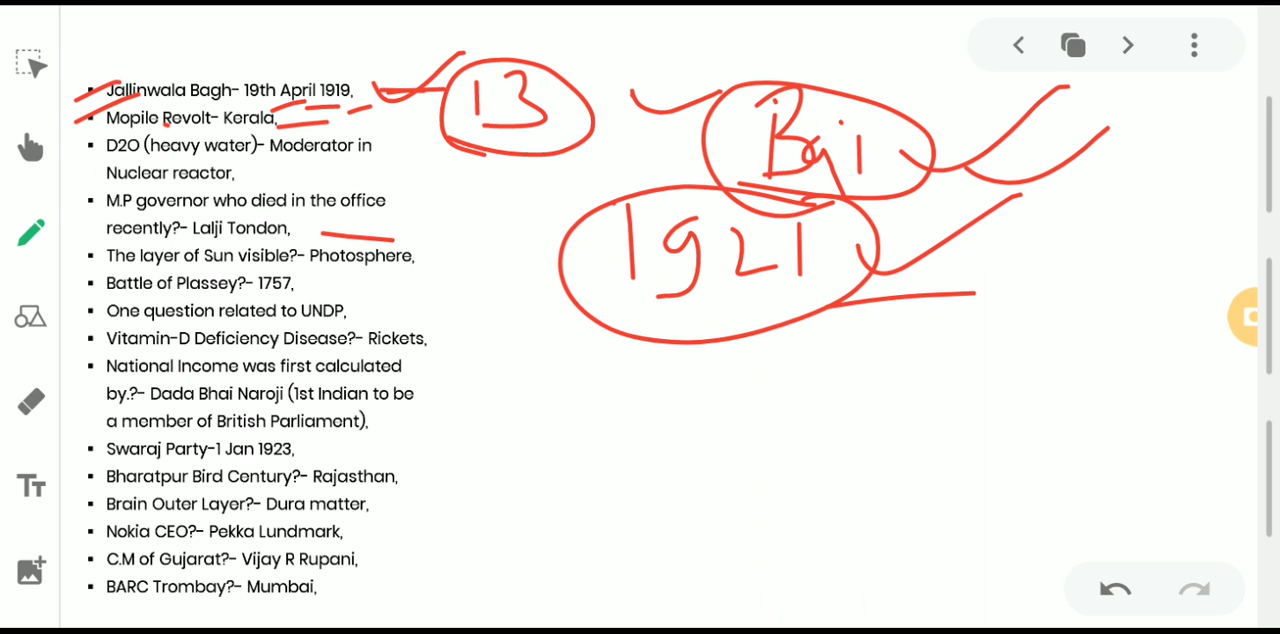 Jallinwala Bagh- 19th April 1919,
13
Mopile Revolt- Kerala,
1921
D2O (heavy water)- Moderator in
Nuclear reactor,
M.P governor who died in the office
recently?- Lalji Tondon,
The layer of Sun visible?- Photosphere,
Battle of Plassey?- 1757,
One question related to UNDP,
Vitamin-D Deficiency Disease?- Rickets,
National Income was first calculated
by.?- Dada Bhai Naroji (1st Indian to be
a member of British Parliament),
Swaraj Party-1 Jan 1923,
Bharatpur Bird Century?- Rajasthan,
Brain Outer Layer?- Dura matter,
Nokia CEO?- Pekka Lundmark,
C.M of Gujarat?- Vijay R Rupani,
BARC Trombay?- Mumbai,
TT